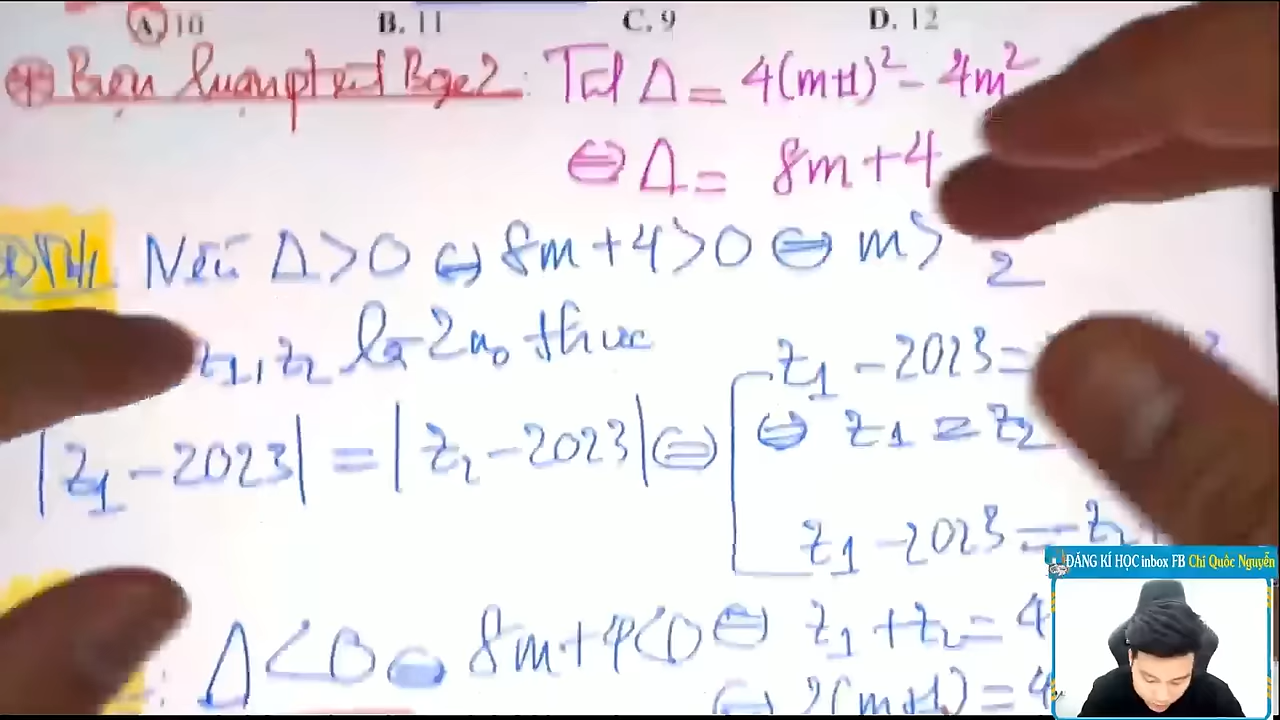 A. 10 B. 11 C. 9 D. 12
Biện luận pt Bậc 2: Δ = 4(m+1)² - 4m²
⇔ Δ = 8m + 4
Nếu Δ > 0 ⇔ 8m + 4 > 0 ⇔ m >
2
z₁, z₂ là 2 n₀ thực
z₁ - 2023 =
|z₁ - 2023| = |z₂ - 2023| ⇔
⇔ z₁ = z₂
z₁ - 2023 = - z₂
Δ < 0 ⇔ 8m + 4 < 0
⇔ z₁ + z₂ = 4
⇔ 2(m+1) = 4
ĐĂNG KÍ HỌC inbox FB Chí Quốc Nguyễn